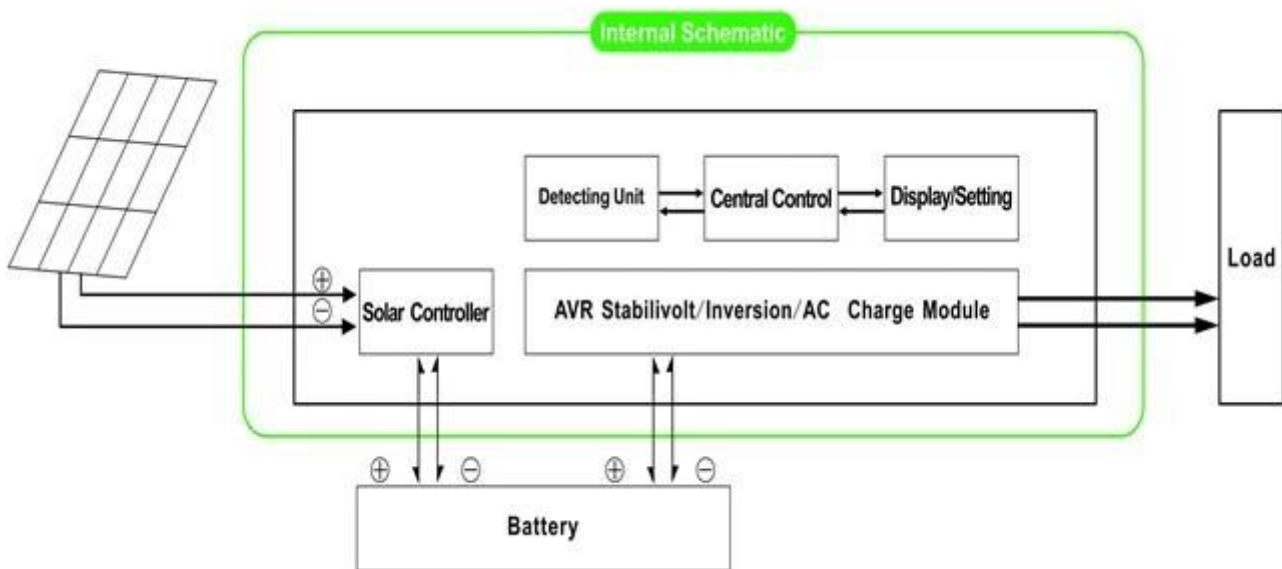 Internal Schematic
Detecting Unit
Central Control
Display/Setting
Load
⊕
⊖
Solar Controller
AVR Stabilivolt/Inversion/AC Charge Module
⊕ ⊖ ⊕ ⊖
Battery